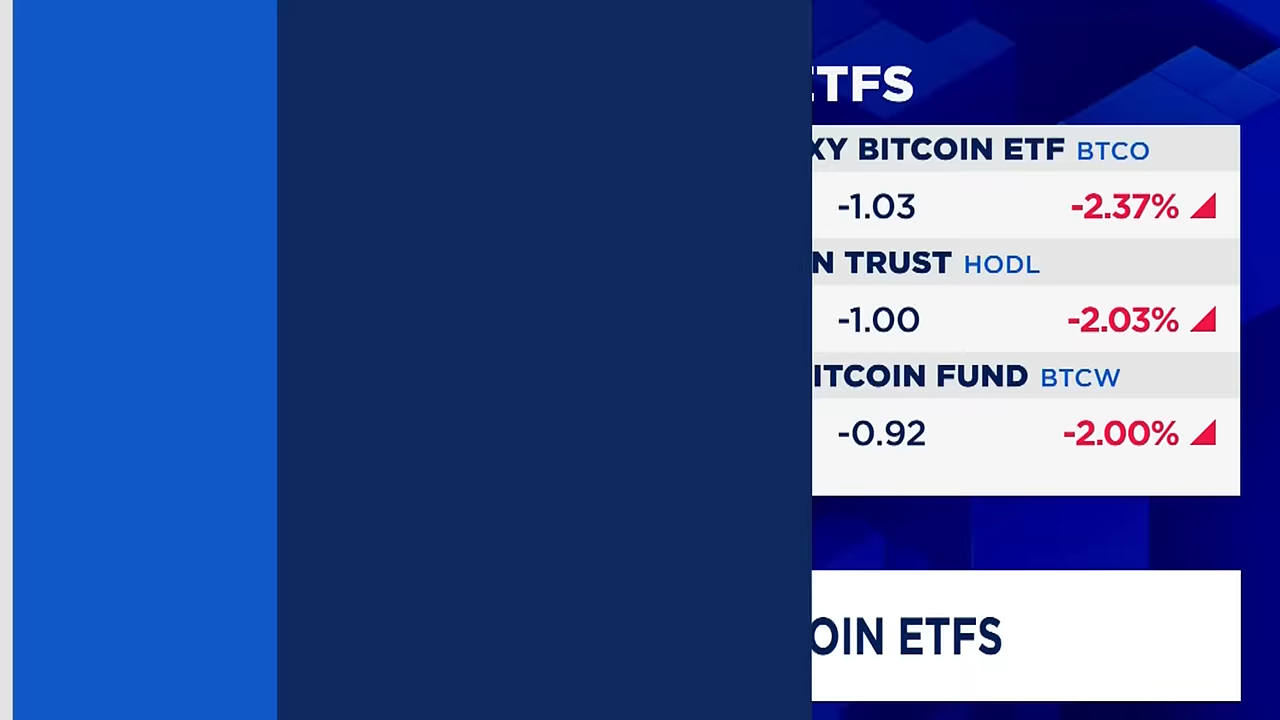 ETFS
XY BITCOIN ETF BTCO
-1.03 -2.37%
N TRUST HODL
-1.00 -2.03%
ITCOIN FUND BTCW
-0.92 -2.00%
OIN ETFS